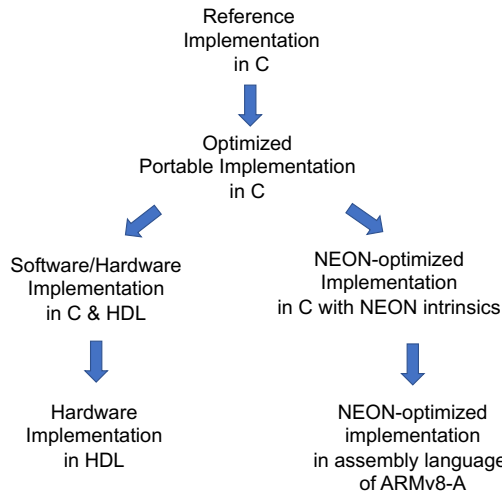 Reference
Implementation
in C
Optimized
Portable Implementation
in C
Software/Hardware
Implementation
in C & HDL
NEON-optimized
Implementation
in C with NEON intrinsics
Hardware
Implementation
in HDL
NEON-optimized
implementation
in assembly language
of ARMv8-A